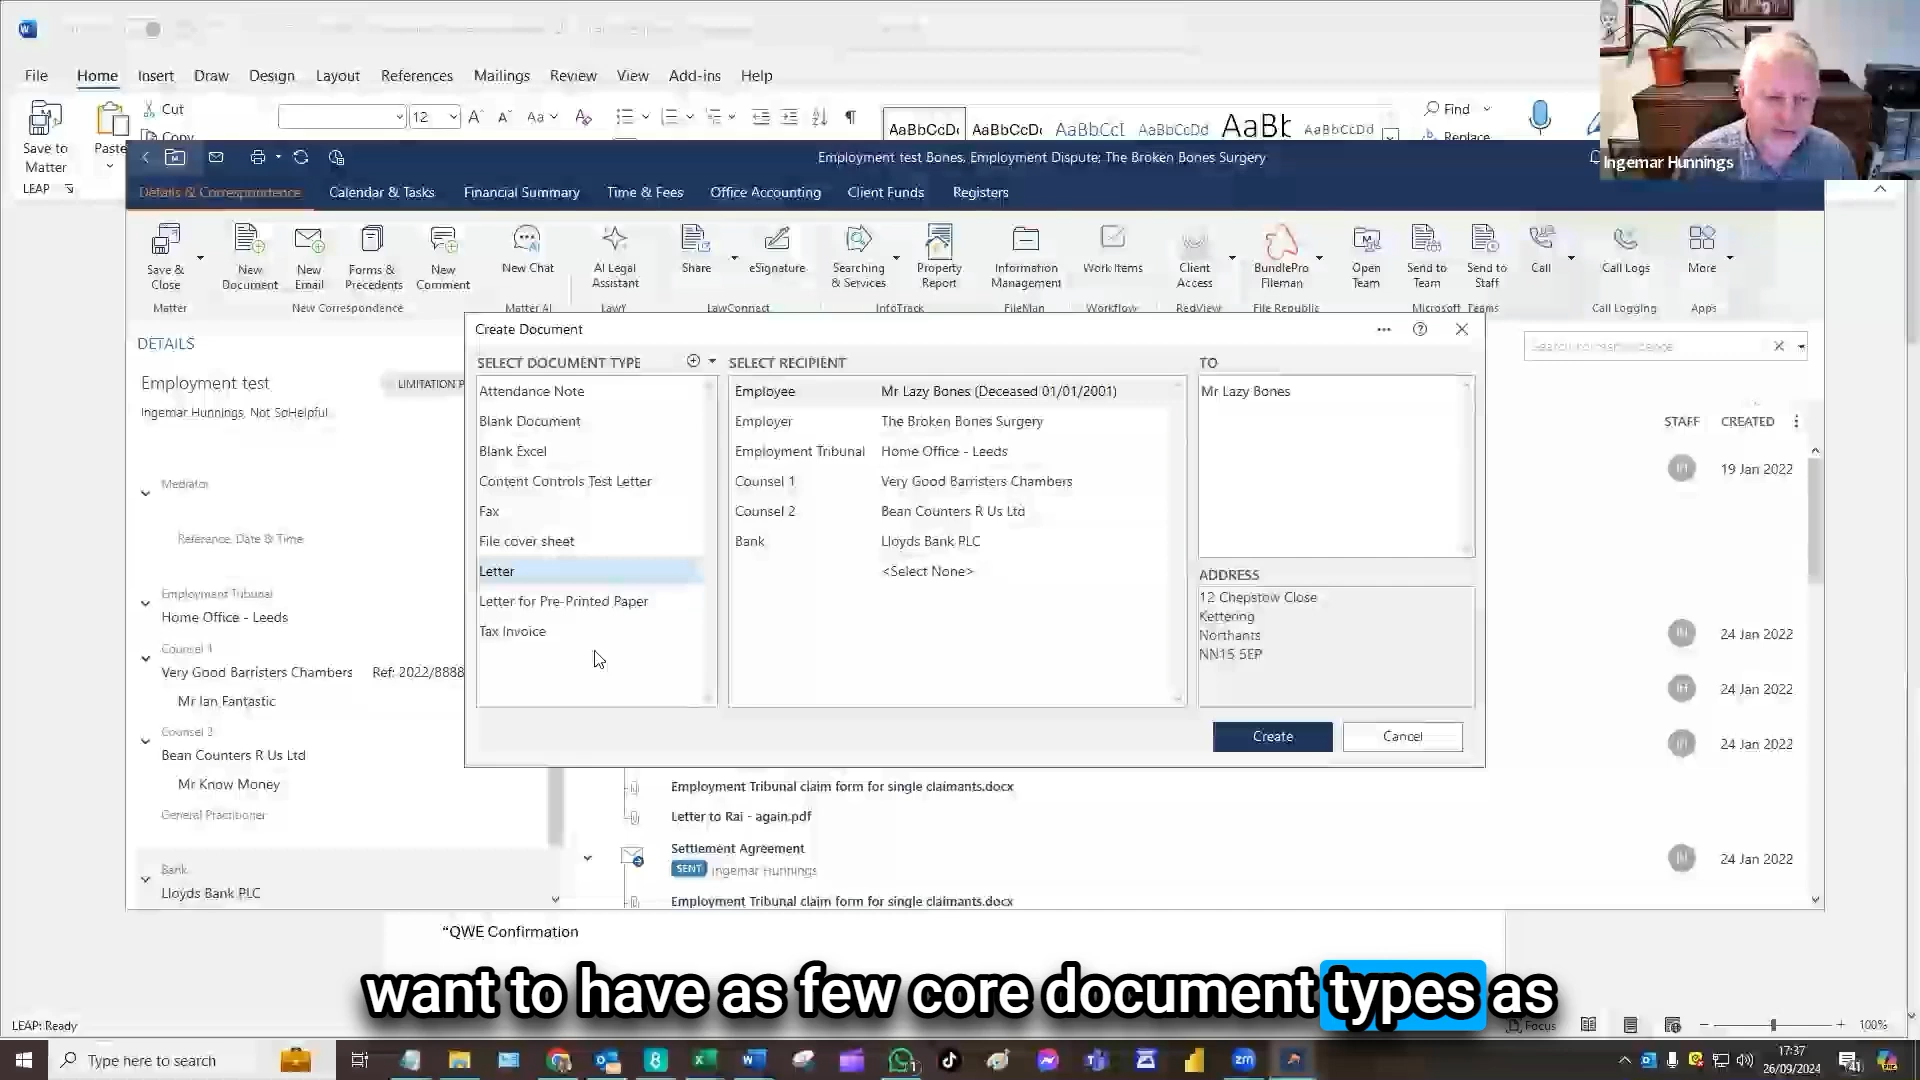 File Home Insert Draw Design Layout References Mailings Review View Add-ins Help
Cut
Copy
Save to
Matter
Paste
12
Aa
AaBbCcDc AaBbCcDc AaBbCcI AaBbCcDd AaBb AaBbCcDd
Find
Replace
LEAP
Ingemar Hunnings
Employment test Bones, Employment Dispute; The Broken Bones Surgery
Details & Correspondence Calendar & Tasks Financial Summary Time & Fees Office Accounting Client Funds Registers
Save &
Close
New
Document
New
Email
Forms &
Precedents
New
Comment
New Chat
AI Legal
Assistant
Share
eSignature
Searching
& Services
Property
Report
Information
Management
Work Items
Client
Access
BundlePro
Fileman
Open
Team
Send to
Team
Send to
Staff
Call
Call Logs
More
Matter New Correspondence Matter AI LawY LawConnect InfoTrack FileMan Workflow RedView File Republic Microsoft Teams Call Logging Apps
DETAILS
Employment test
LIMITATION P
Ingemar Hunnings, Not SoHelpful
Mediator
Reference, Date & Time
Employment Tribunal
Home Office - Leeds
Counsel 1
Very Good Barristers Chambers Ref: 2022/8888
Mr Ian Fantastic
Counsel 2
Bean Counters R Us Ltd
Mr Know Money
General Practitioner
Bank
Lloyds Bank PLC
Create Document
SELECT DOCUMENT TYPE
Attendance Note
Blank Document
Blank Excel
Content Controls Test Letter
Fax
File cover sheet
Letter
Letter for Pre-Printed Paper
Tax Invoice
SELECT RECIPIENT
Employee Mr Lazy Bones (Deceased 01/01/2001)
Employer The Broken Bones Surgery
Employment Tribunal Home Office - Leeds
Counsel 1 Very Good Barristers Chambers
Counsel 2 Bean Counters R Us Ltd
Bank Lloyds Bank PLC
<Select None>
TO
Mr Lazy Bones
ADDRESS
12 Chepstow Close
Kettering
Northants
NN15 5EP
Create Cancel
STAFF CREATED
IH 19 Jan 2022
IH 24 Jan 2022
IH 24 Jan 2022
IH 24 Jan 2022
Employment Tribunal claim form for single claimants.docx
Letter to Rai - again.pdf
Settlement Agreement
SENT Ingemar Hunnings
IH 24 Jan 2022
Employment Tribunal claim form for single claimants.docx
“QWE Confirmation
want to have as few core document types as
LEAP: Ready
Focus
100%
Type here to search
17:37
26/09/2024